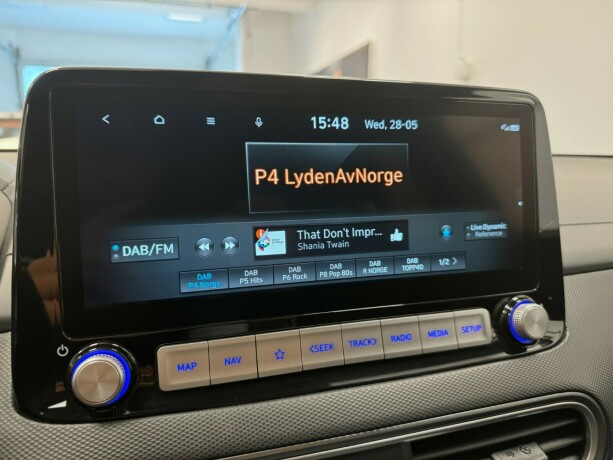 15:48 Wed, 28-05
P4 LydenAvNorge
DAB/FM
That Don't Impr...
Shania Twain
Live Dynamic
Reference
DAB
P4 Norge
DAB
P5 Hits
DAB
P6 Rock
DAB
P8 Pop 80s
DAB
R NORGE
DAB
TOPP40
1/2
MAP
NAV
<SEEK
TRACK>
RADIO
MEDIA
SETUP